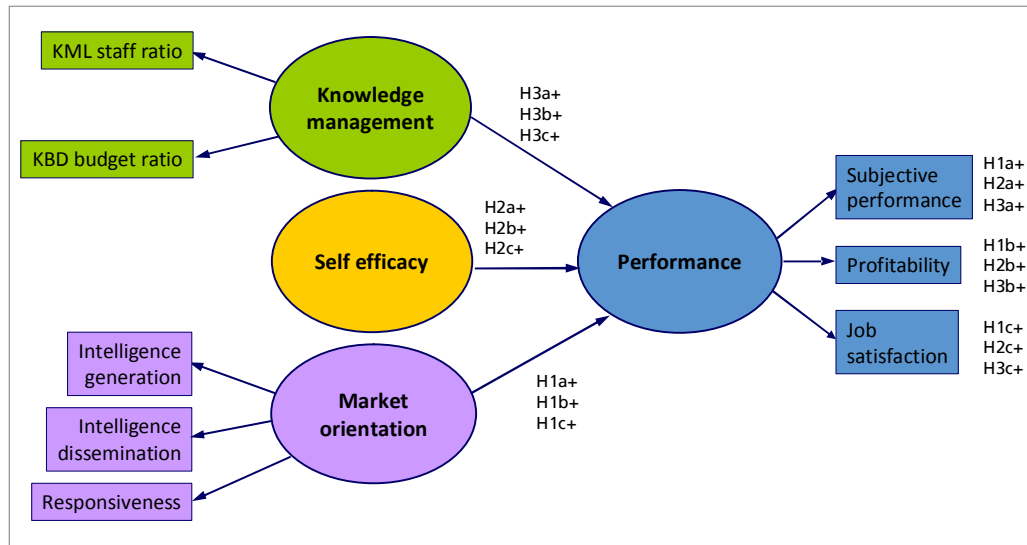 KML staff ratio
KBD budget ratio
Knowledge
management
H3a+
H3b+
H3c+
Self efficacy
H2a+
H2b+
H2c+
Performance
Subjective
performance
H1a+
H2a+
H3a+
Profitability
H1b+
H2b+
H3b+
Job
satisfaction
H1c+
H2c+
H3c+
Intelligence
generation
Intelligence
dissemination
Responsiveness
Market
orientation
H1a+
H1b+
H1c+